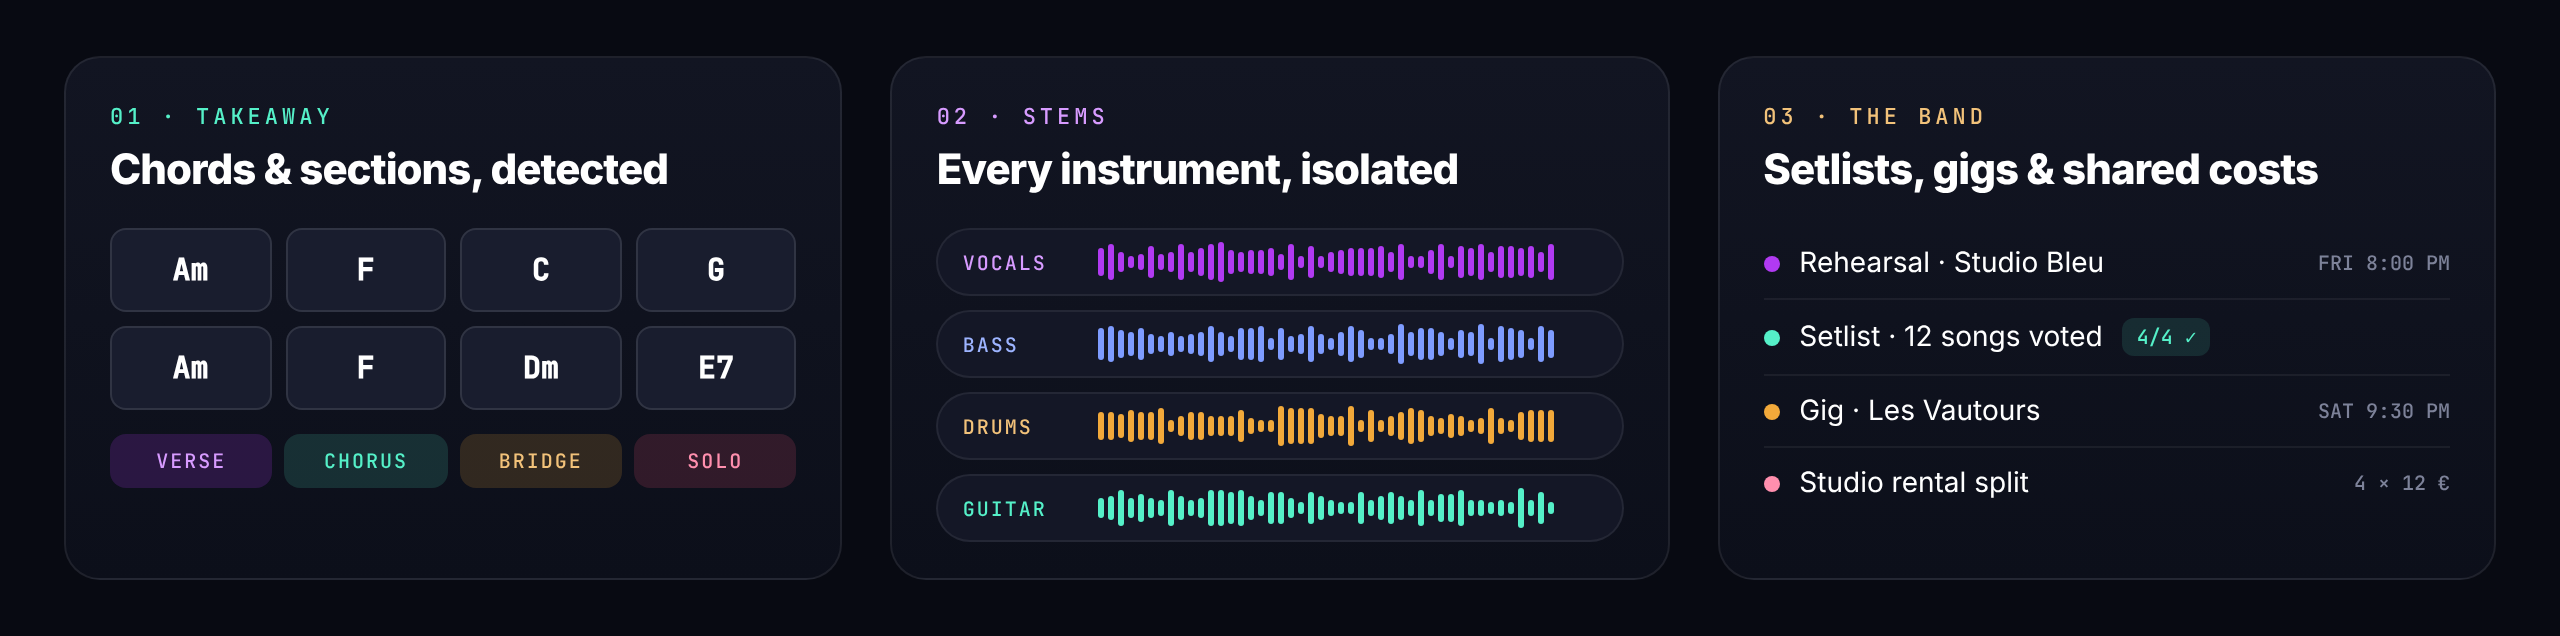 01 · TAKEAWAY
Chords & sections, detected
Am F C G
Am F Dm E7
VERSE CHORUS BRIDGE SOLO
02 · STEMS
Every instrument, isolated
VOCALS
BASS
DRUMS
GUITAR
03 · THE BAND
Setlists, gigs & shared costs
Rehearsal · Studio Bleu FRI 8:00 PM
Setlist · 12 songs voted 4/4 ✓
Gig · Les Vautours SAT 9:30 PM
Studio rental split 4 × 12 €